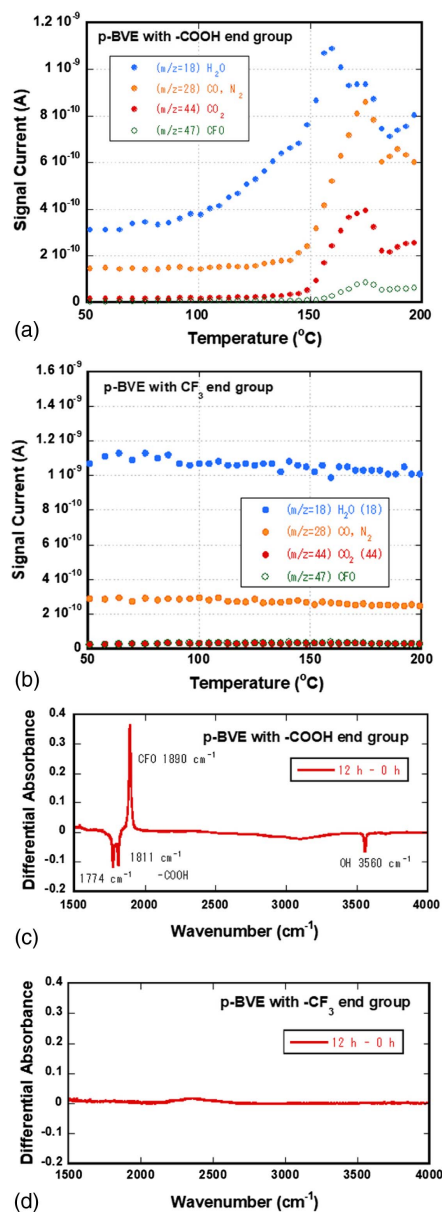 1.2 10⁻⁹
p-BVE with -COOH end group
1 10⁻⁹
(m/z=18) H₂O
(m/z=28) CO, N₂
8 10⁻¹⁰
(m/z=44) CO₂
(m/z=47) CFO
6 10⁻¹⁰
4 10⁻¹⁰
2 10⁻¹⁰
0
Signal Current (A)
50 100 150 200
(a)
Temperature (°C)
1.6 10⁻⁹
p-BVE with CF₃ end group
1.4 10⁻⁹
1.2 10⁻⁹
1 10⁻⁹
8 10⁻¹⁰
(m/z=18) H₂O (18)
6 10⁻¹⁰
(m/z=28) CO, N₂
4 10⁻¹⁰
(m/z=44) CO₂ (44)
(m/z=47) CFO
2 10⁻¹⁰
0
Signal Current (A)
50 100 150 200
(b)
Temperature (°C)
0.4
p-BVE with -COOH end group
0.3
12 h - 0 h
CFO 1890 cm⁻¹
0.2
0.1
0
-0.1
1811 cm⁻¹
OH 3560 cm⁻¹
1774 cm⁻¹ -COOH
-0.2
Differential Absorbance
1500 2000 2500 3000 3500 4000
(c)
Wavenumber (cm⁻¹)
0.4
p-BVE with -CF₃ end group
0.3
12 h - 0 h
0.2
0.1
0
-0.1
-0.2
Differential Absorbance
1500 2000 2500 3000 3500 4000
Wavenumber (cm⁻¹)
(d)